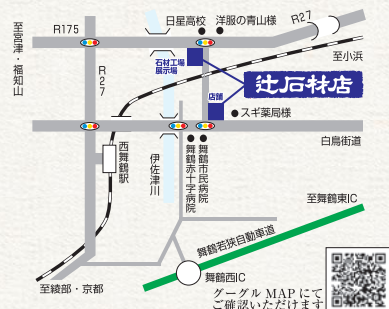 日星高校
洋服の青山様
R27
R175
至宮津・福知山
石材工場
展示場
至小浜
R27
辻石材店
店舗
スギ薬局様
白鳥街道
西舞鶴駅
伊佐津川
舞鶴赤十字病院
舞鶴市民病院
至舞鶴東IC
舞鶴若狭自動車道
舞鶴西IC
至綾部・京都
グーグルMAPにて
ご確認いただけます